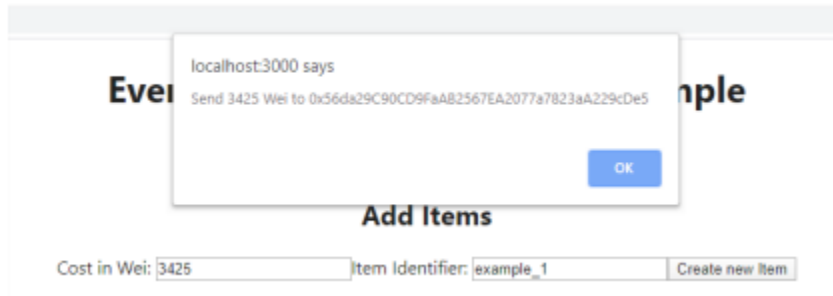 localhost:3000 says
Send 3425 Wei to 0x56da29C90CD9FaAB2567EA2077a7823aA229cDe5
OK
Add Items
Cost in Wei: 3425 Item Identifier: example_1 Create new Item